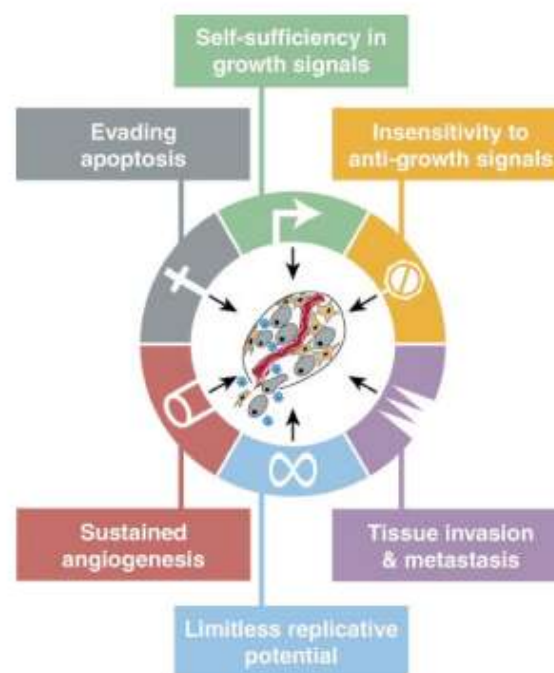 Self-sufficiency in
growth signals
Evading
apoptosis
Insensitivity to
anti-growth signals
Sustained
angiogenesis
Tissue invasion
& metastasis
Limitless replicative
potential